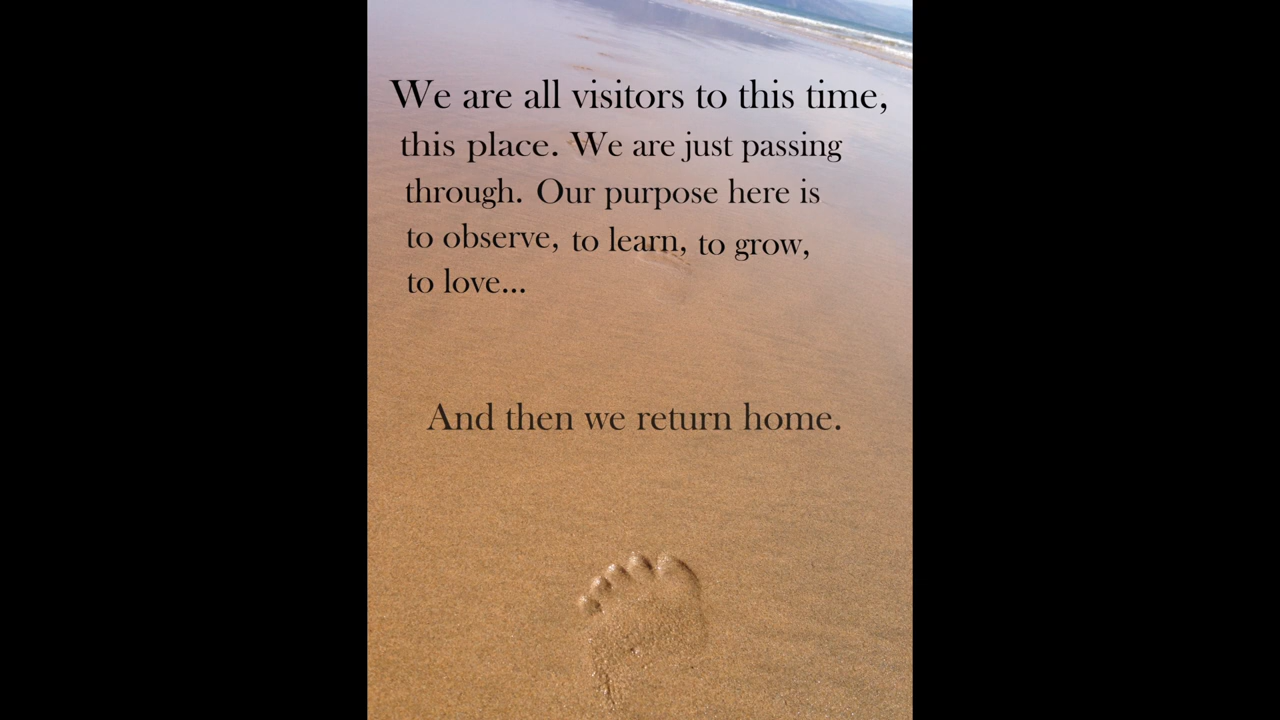 We are all visitors to this time,
this place. We are just passing
through. Our purpose here is
to observe, to learn, to grow,
to love...
And then we return home.